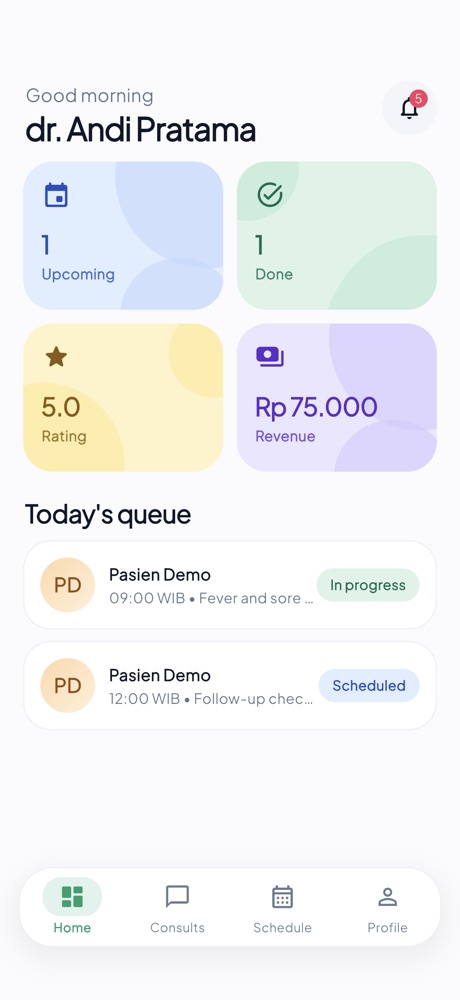 Good morning
dr. Andi Pratama
5
1
Upcoming
1
Done
5.0
Rating
Rp 75.000
Revenue
Today's queue
PD
Pasien Demo
09:00 WIB • Fever and sore ...
In progress
PD
Pasien Demo
12:00 WIB • Follow-up chec...
Scheduled
Home
Consults
Schedule
Profile